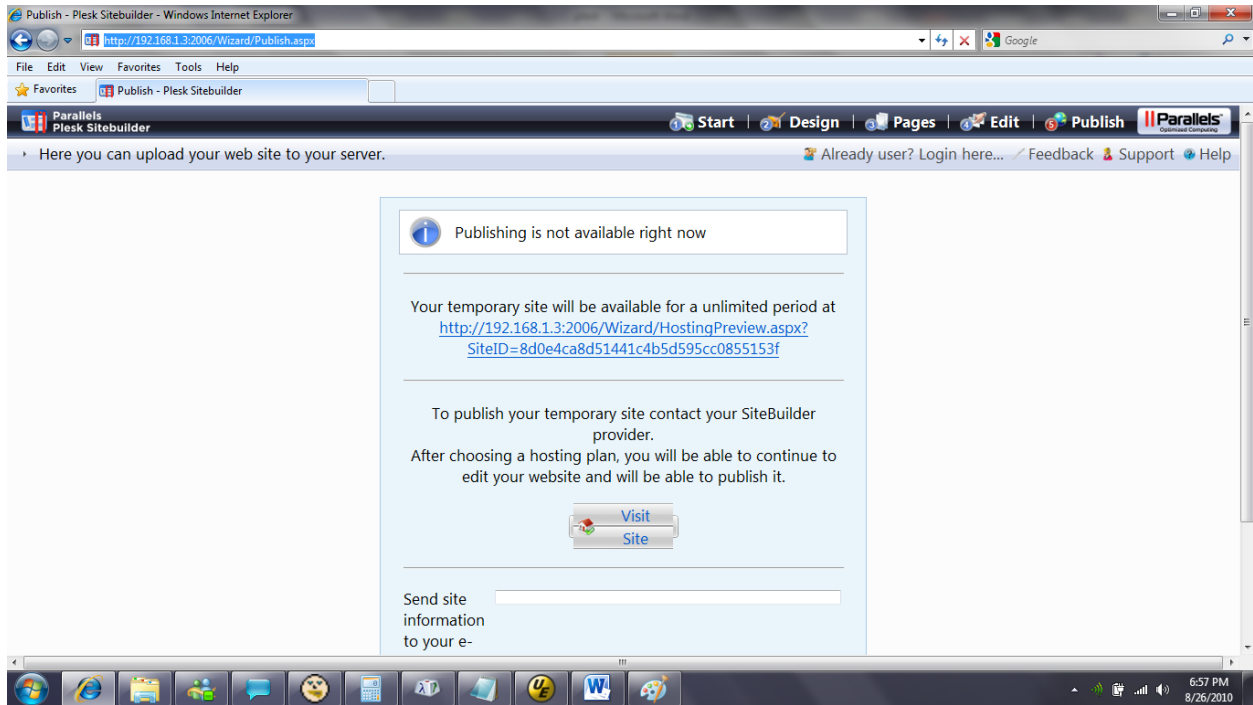 Publish - Plesk Sitebuilder - Windows Internet Explorer
http://192.168.1.3:2006/Wizard/Publish.aspx
Google
File Edit View Favorites Tools Help
Favorites Publish - Plesk Sitebuilder
Parallels
Plesk Sitebuilder
1 Start | 2 Design | 3 Pages | 4 Edit | 5 Publish
Parallels
Optimized Computing
Here you can upload your web site to your server.
Already user? Login here... Feedback Support Help
Publishing is not available right now
Your temporary site will be available for a unlimited period at
http://192.168.1.3:2006/Wizard/HostingPreview.aspx?
SiteID=8d0e4ca8d51441c4b5d595cc0855153f
To publish your temporary site contact your SiteBuilder
provider.
After choosing a hosting plan, you will be able to continue to
edit your website and will be able to publish it.
Visit
Site
Send site
information
to your e-
6:57 PM
8/26/2010